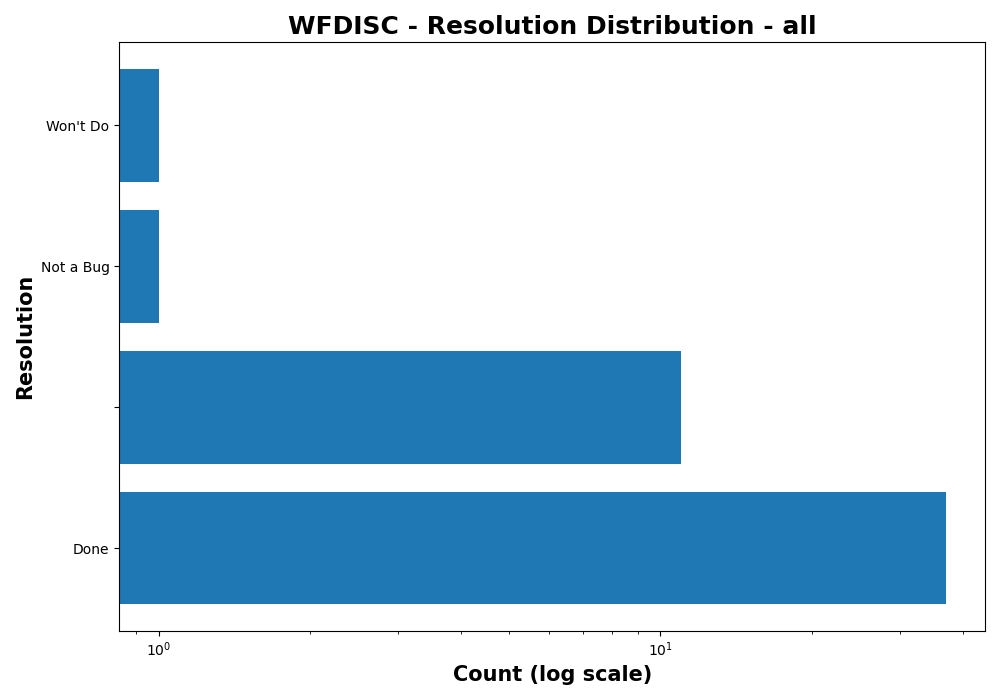 WFDISC - Resolution Distribution - all
Resolution
Won't Do
Not a Bug
Done
10⁰
10¹
Count (log scale)